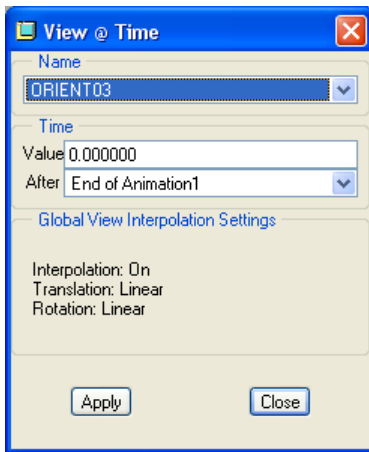 View @ Time
Name
ORIENT03
Time
Value 0.000000
After End of Animation1
Global View Interpolation Settings
Interpolation: On
Translation: Linear
Rotation: Linear
Apply Close